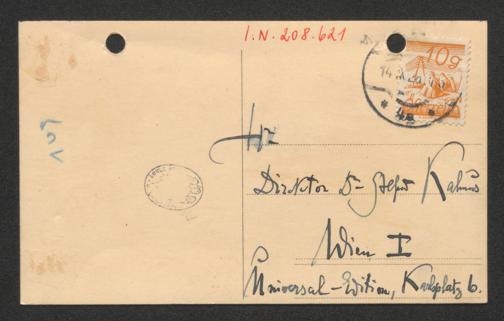 I.N. 208.621
10g
Hr
Direktor Dr Alfred Kalmus
Wien I
Universal-Edition, Karlsplatz 6.